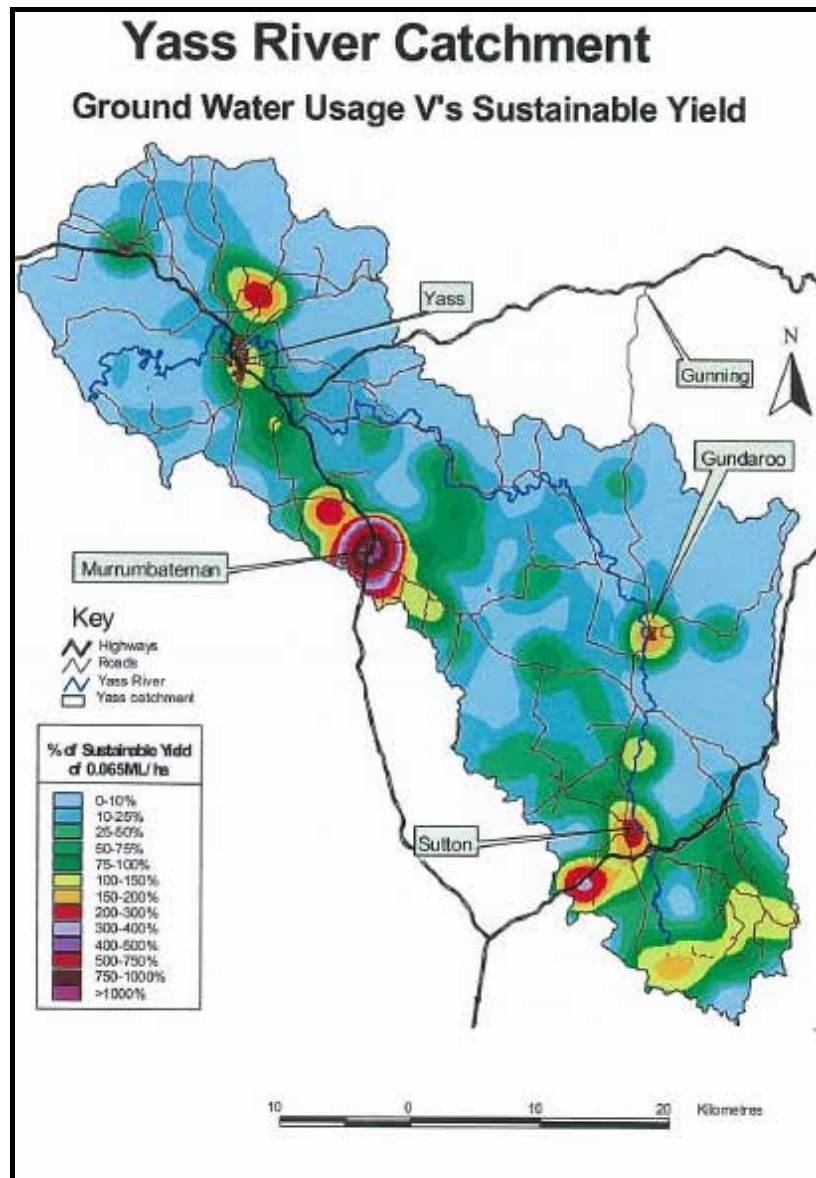 Yass River Catchment
Ground Water Usage V's Sustainable Yield
Yass
N
Gunning
Gundaroo
Murrumbateman
Key
Highways
Roads
Yass River
Yass catchment
% of Sustainable Yield
of 0.065ML/ha
0-10%
10-25%
25-50%
50-75%
75-100%
100-150%
150-200%
200-300%
300-400%
400-500%
500-750%
750-1000%
>1000%
Sutton
10 0 10 20 Kilometres